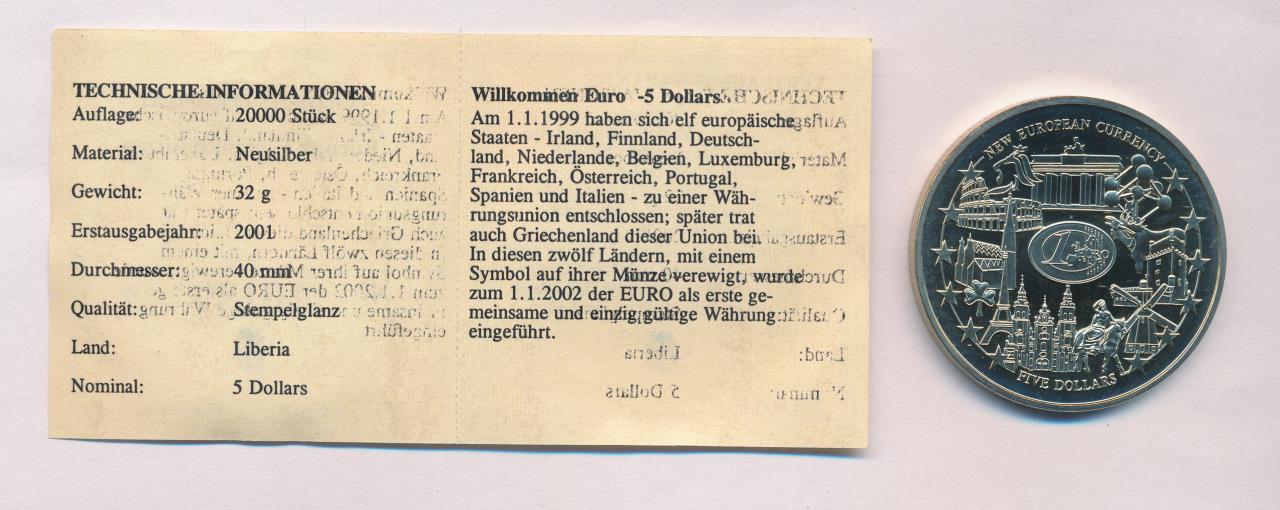 TECHNISCHE INFORMATIONEN
Auflage: 20000 Stück
Material: Neusilber
Gewicht: 32 g
Erstausgabejahr: 2001
Durchmesser: 40 mm
Qualität: Stempelglanz
Land: Liberia
Nominal: 5 Dollars
Willkommen Euro -5 Dollars.
Am 1.1.1999 haben sich elf europäische
Staaten - Irland, Finnland, Deutsch-
land, Niederlande, Belgien, Luxemburg,
Frankreich, Österreich, Portugal,
Spanien und Italien - zu einer Wäh-
rungsunion entschlossen; später trat
auch Griechenland dieser Union bei.
In diesen zwölf Ländern, mit einem
Symbol auf ihrer Münze verewigt, wurde
zum 1.1.2002 der EURO als erste ge-
meinsame und einzig gültige Währung
eingeführt.
NEW EUROPEAN CURRENCY
FIVE DOLLARS